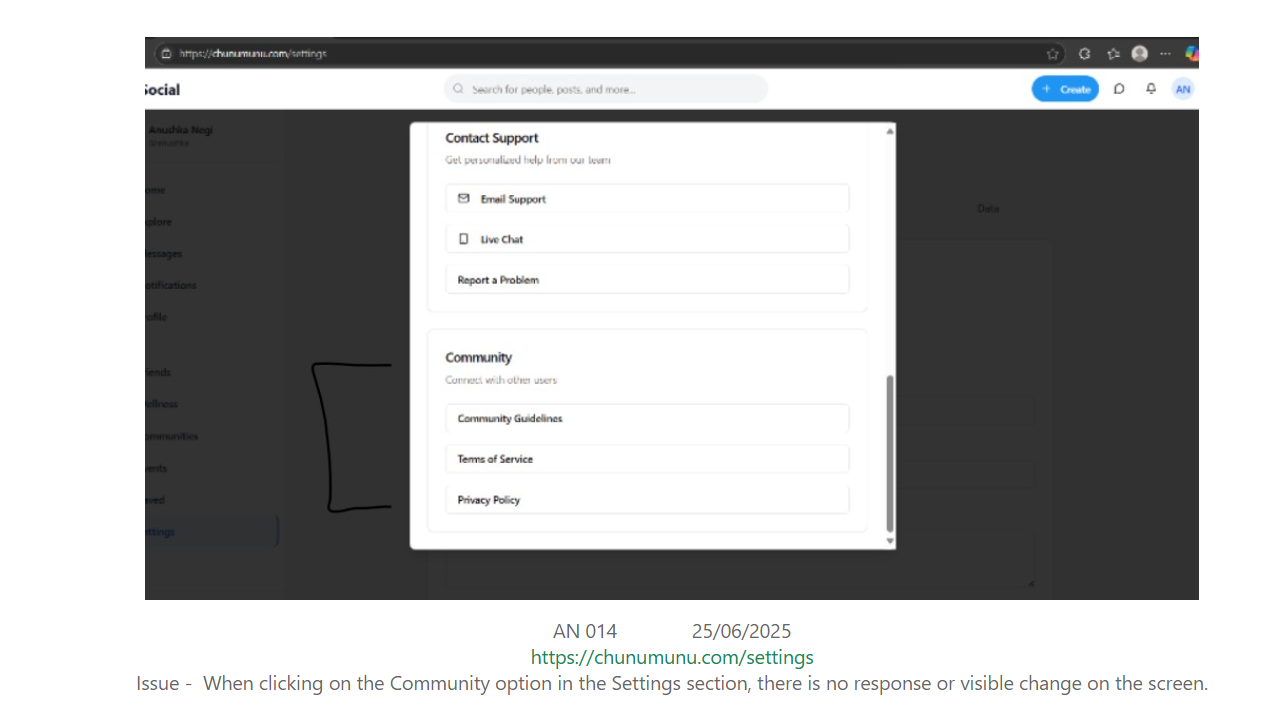 https://chunumunu.com/settings
Social
Search for people, posts, and more...
+ Create
AN
Anushka Negi
Contact Support
Get personalized help from our team
Email Support
Live Chat
Report a Problem
Data
Community
Connect with other users
Community Guidelines
Terms of Service
Privacy Policy
ome
plore
essages
otifications
rofile
iends
ellness
ommunities
ents
aved
ettings
AN 014 25/06/2025
https://chunumunu.com/settings
Issue - When clicking on the Community option in the Settings section, there is no response or visible change on the screen.